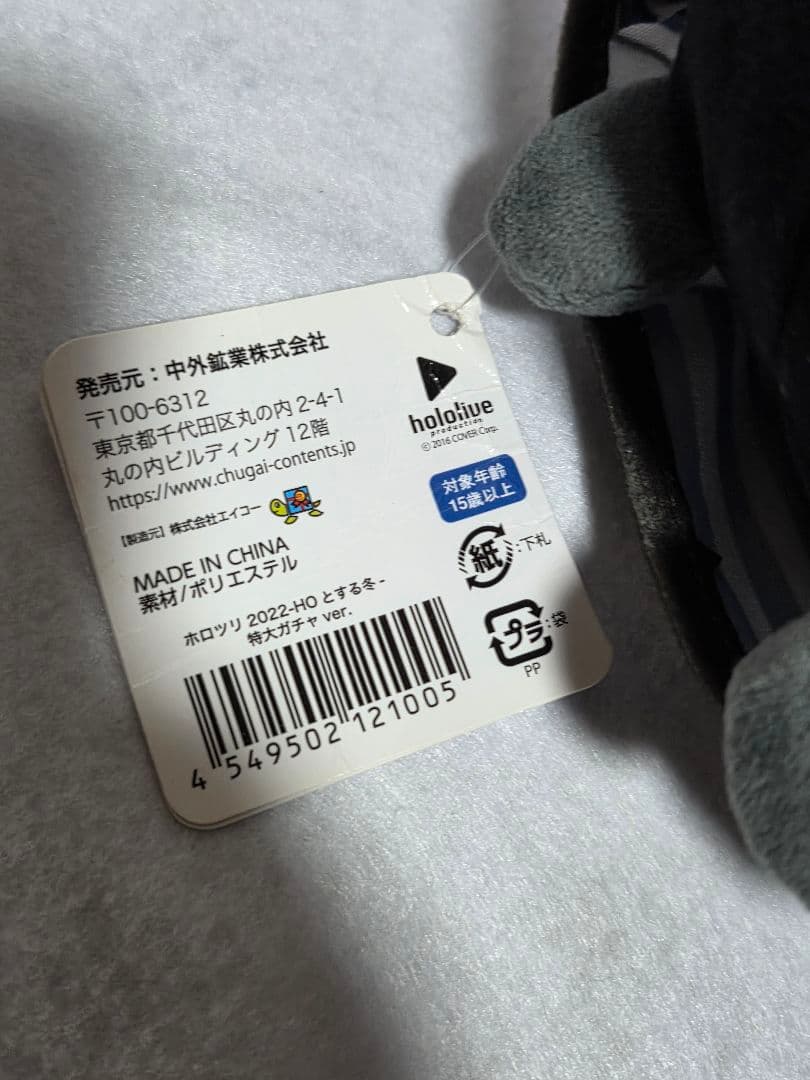 発売元：中外鉱業株式会社
〒100-6312
東京都千代田区丸の内 2-4-1
丸の内ビルディング 12階
https://www.chugai-contents.jp
【製造元】株式会社エイコー
MADE IN CHINA
素材/ポリエステル
hololive
production
© 2016 COVER Corp.
対象年齢
15歳以上
紙：下札
プラ：袋
PP
ホロツリ 2022-HO とする冬-
特大ガチャ ver.
4 549502 121005